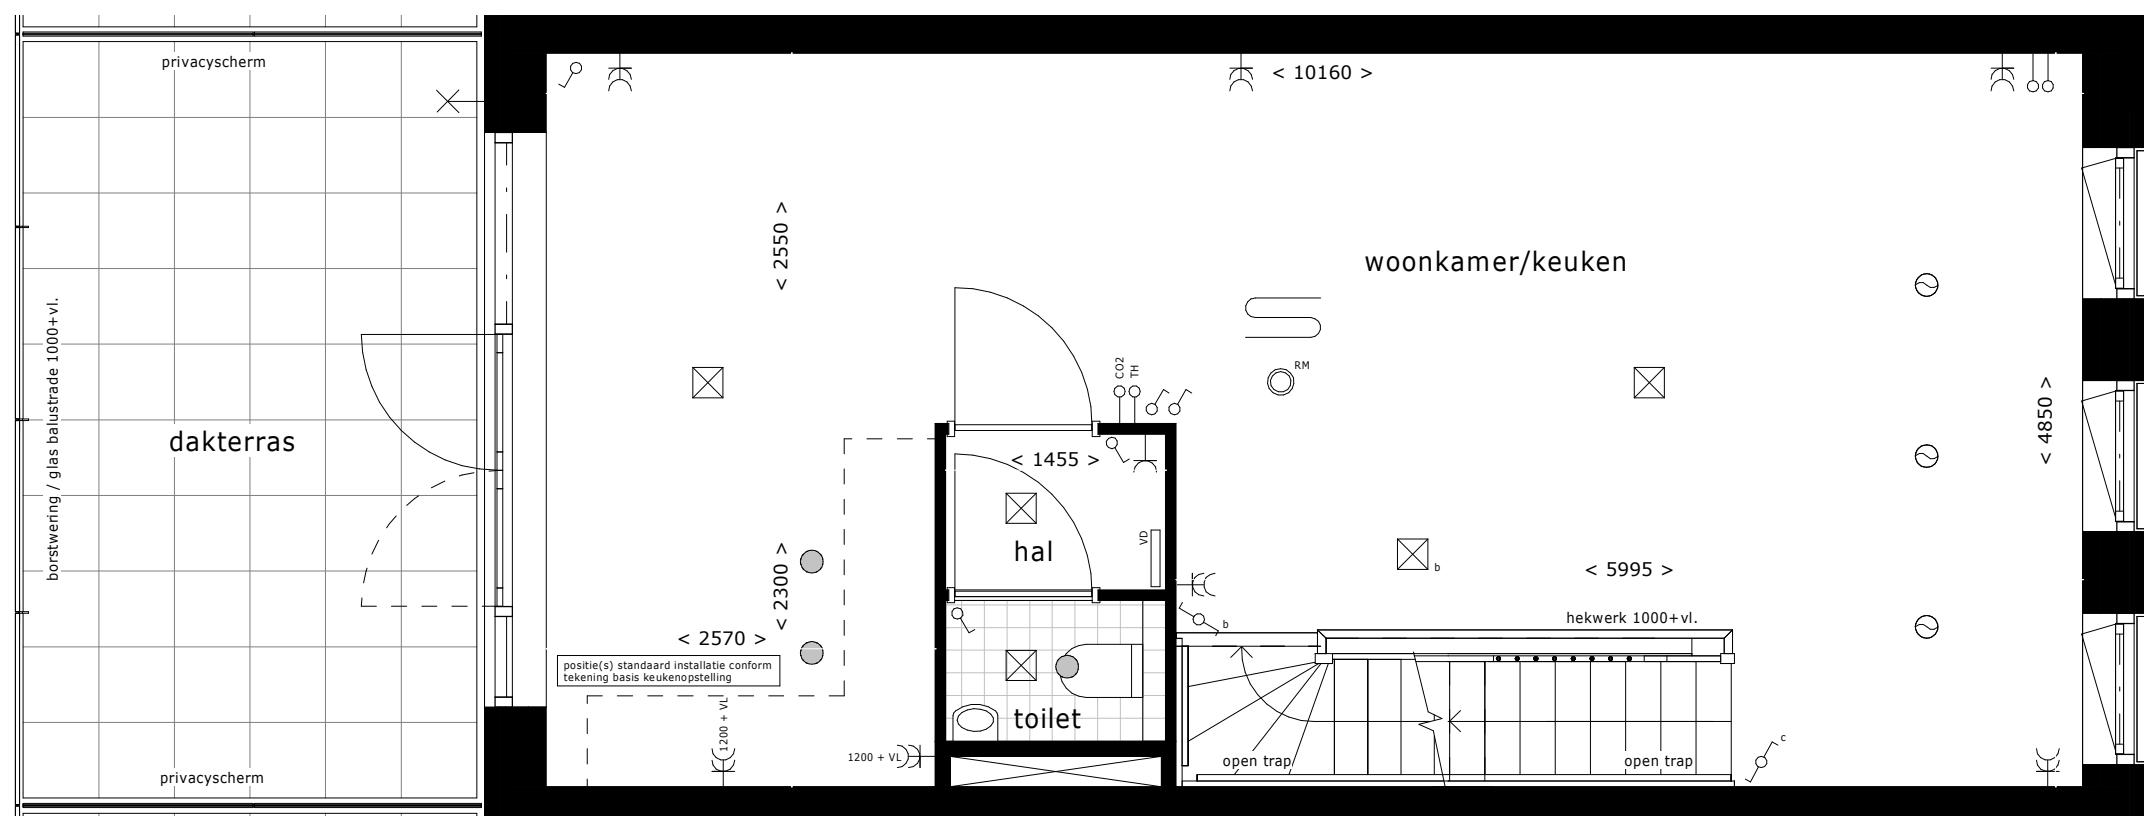 privacyscherm
< 10160 >
< 2550 >
woonkamer/keuken
borstwering / glas balustrade 1000+vl.
RM
CO2
TH
< 4850 >
dakterras
< 1455 >
hal
VD
b
< 5995 >
< 2300 >
hekwerk 1000+vl.
b
< 2570 >
positie(s) standaard installatie conform
tekening basis keukenopstelling
toilet
1200 + VL
1200 + VL
c
open trap
open trap
privacyscherm